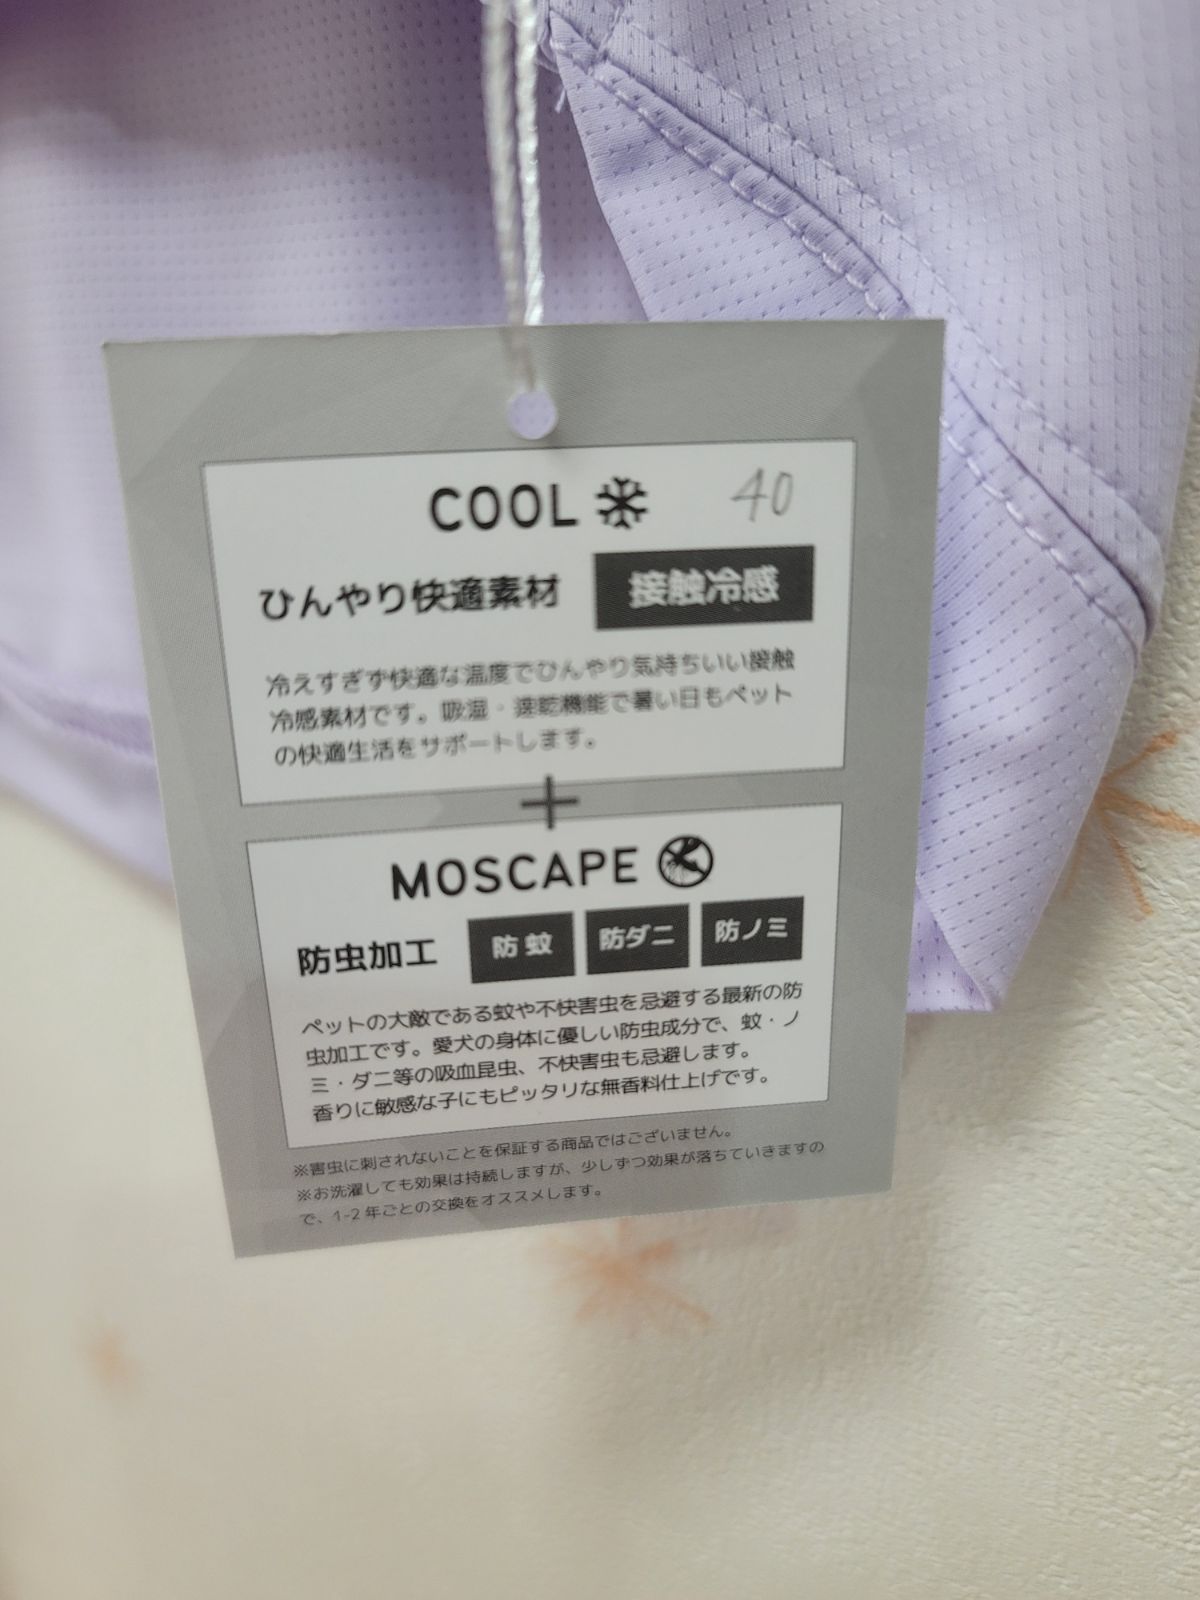 COOL 40
ひんやり快適素材 接触冷感
冷えすぎず快適な温度でひんやり気持ちいい接触
冷感素材です。吸湿・速乾機能で暑い日もペット
の快適生活をサポートします。
+
MOSCAPE
防虫加工 防蚊 防ダニ 防ノミ
ペットの大敵である蚊や不快害虫を忌避する最新の防
虫加工です。愛犬の身体に優しい防虫成分で、蚊・ノ
ミ・ダニ等の吸血昆虫、不快害虫も忌避します。
香りに敏感な子にもピッタリな無香料仕上げです。
※害虫に刺されないことを保証する商品ではございません。
※お洗濯しても効果は持続しますが、少しずつ効果が落ちていきますの
で、1-2年ごとの交換をオススメします。